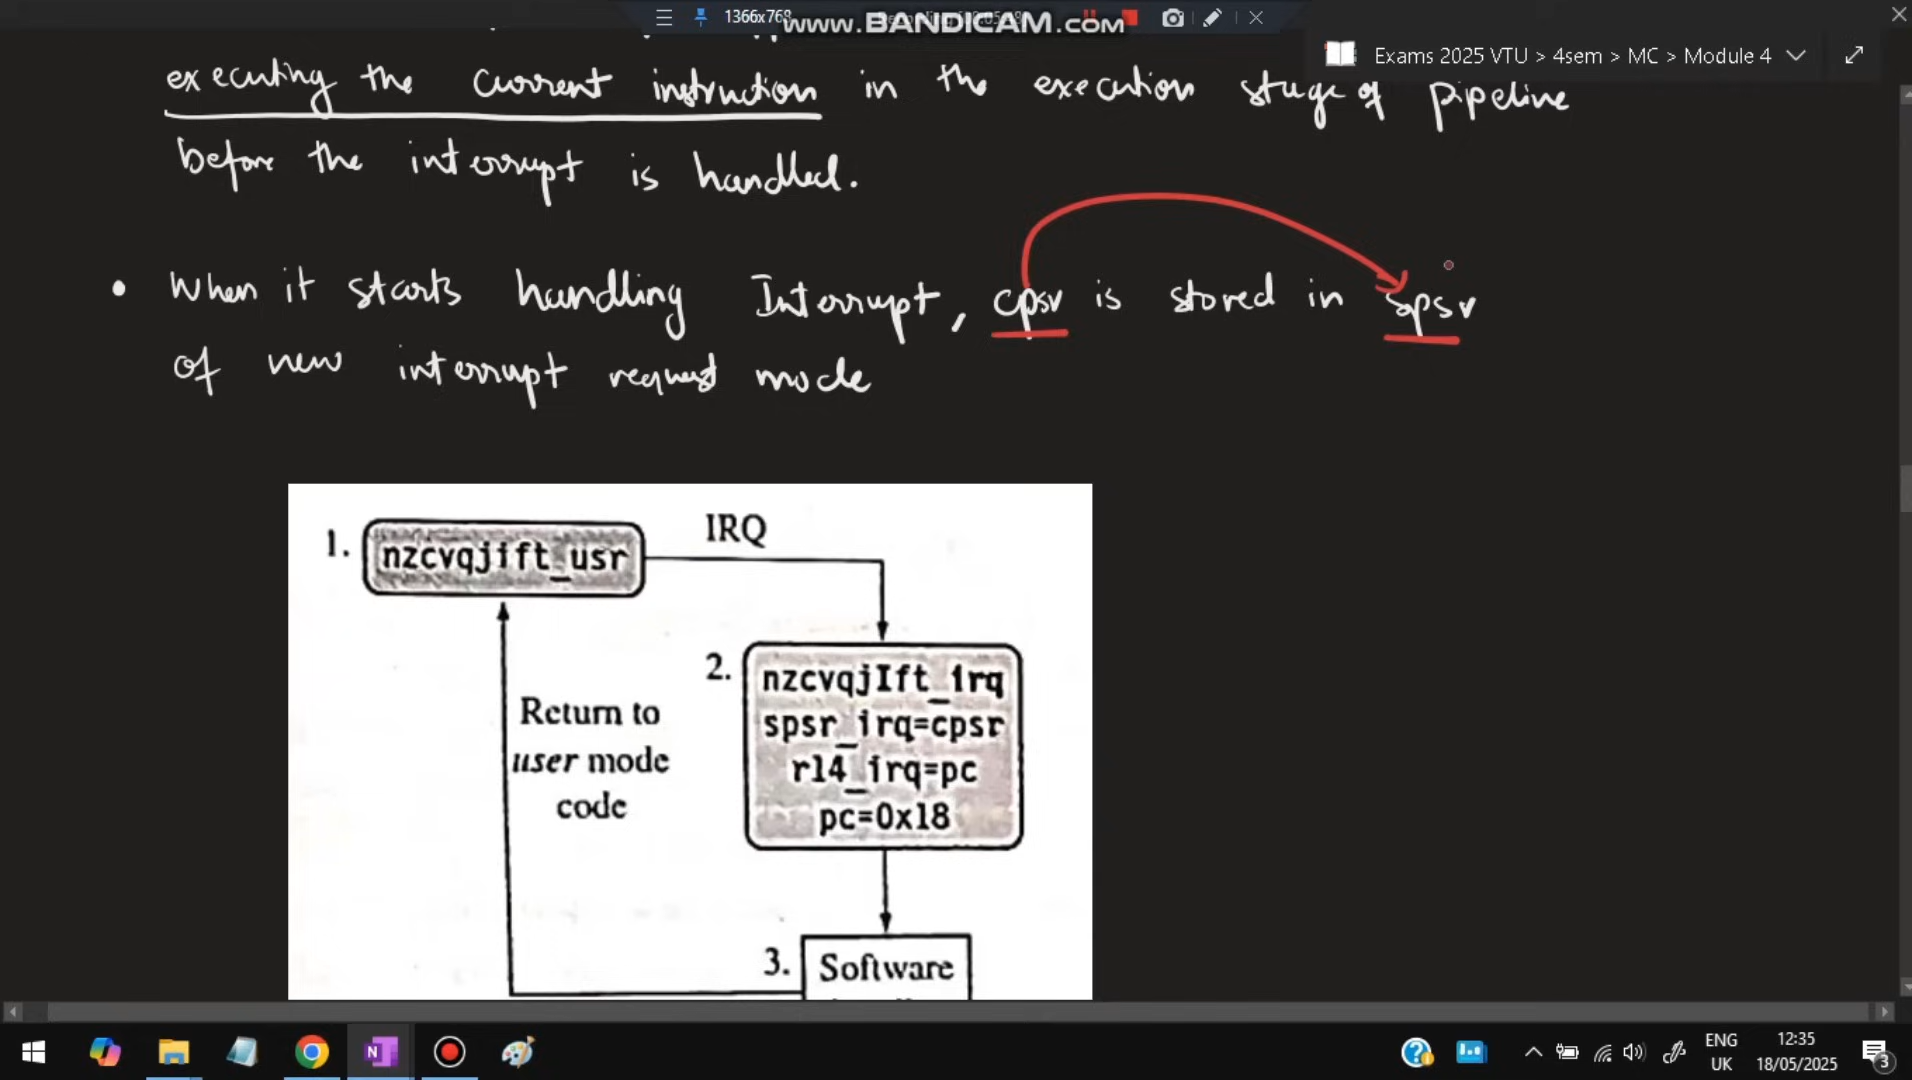 1366x768
www.BANDICAM.com
Exams 2025 VTU > 4sem > MC > Module 4
executing the current instruction in the execution stage of pipeline
before the interrupt is handled.
• When it starts handling Interrupt, cpsr is stored in spsr
of new interrupt request mode
1. nzcvqjift_usr
IRQ
2. nzcvqjIft_irq
spsr_irq=cpsr
r14_irq=pc
pc=0x18
Return to
user mode
code
3. Software
ENG
UK
12:35
18/05/2025
3